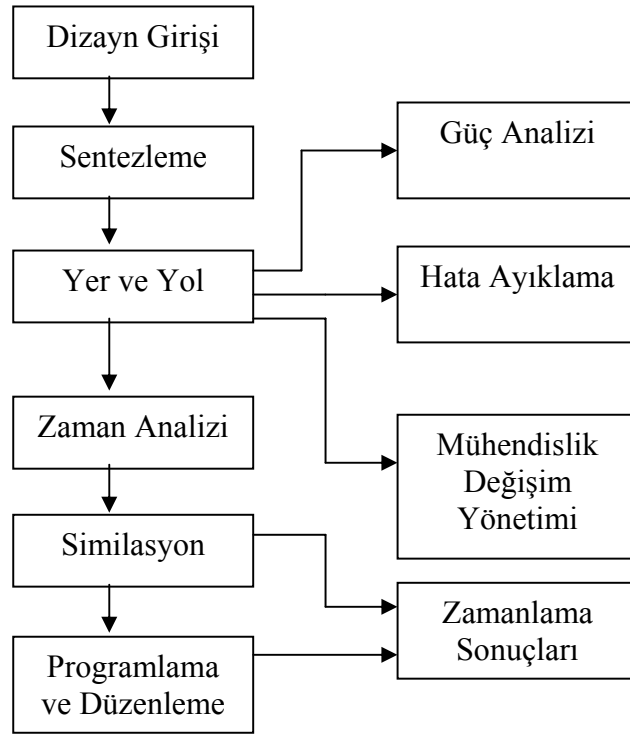 Dizayn Girişi
Sentezleme
Yer ve Yol
Zaman Analizi
Similasyon
Programlama
ve Düzenleme
Güç Analizi
Hata Ayıklama
Mühendislik
Değişim
Yönetimi
Zamanlama
Sonuçları